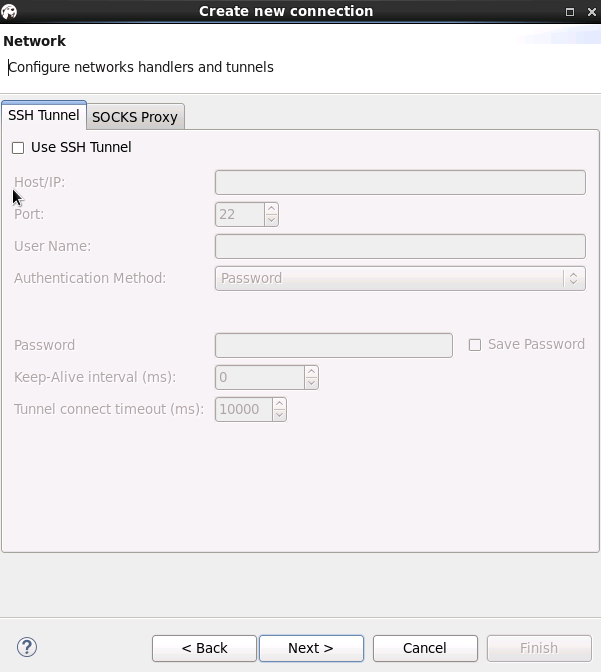 Create new connection
Network
Configure networks handlers and tunnels
SSH Tunnel SOCKS Proxy
Use SSH Tunnel
Host/IP:
Port: 22
User Name:
Authentication Method: Password
Password Save Password
Keep-Alive interval (ms): 0
Tunnel connect timeout (ms): 10000
? < Back Next > Cancel Finish